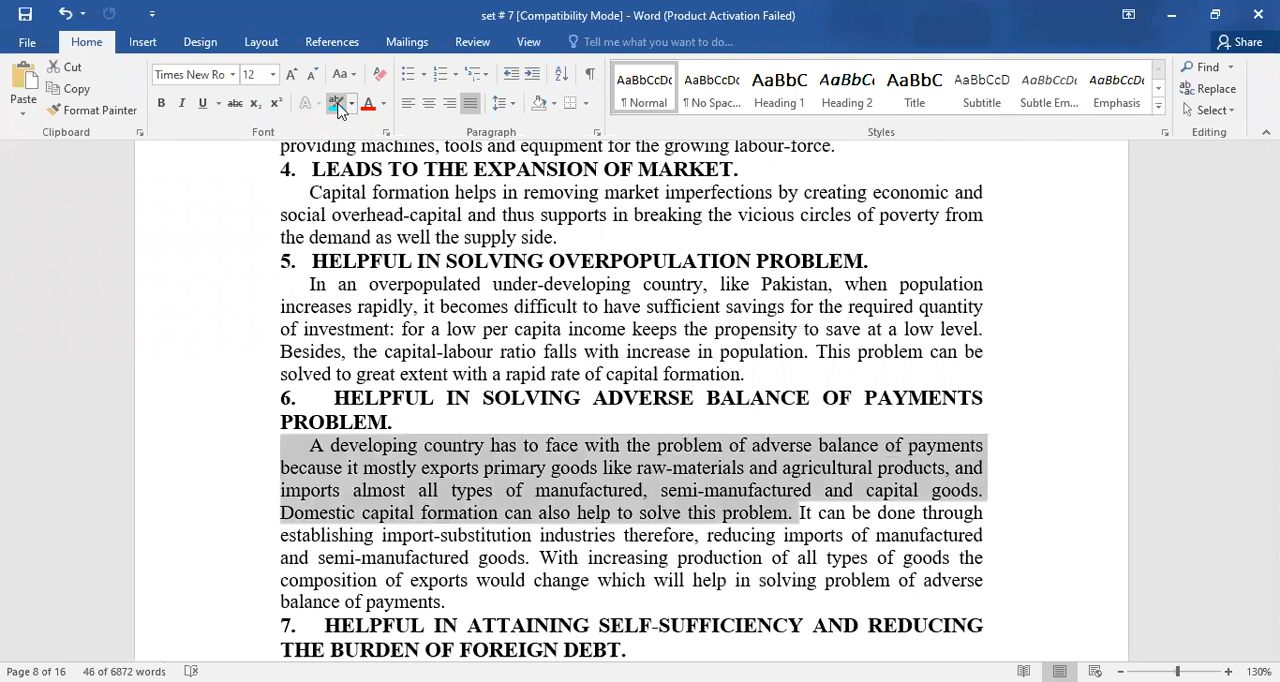 set # 7 [Compatibility Mode] - Word (Product Activation Failed)
File Home Insert Design Layout References Mailings Review View Tell me what you want to do... Share
Paste Cut Copy Format Painter
Clipboard
Times New Ro 12 Aa
B I U abc x₂ x² A ab A
Font
Paragraph
AaBbCcDc AaBbCcDc AaBbC AaBbCc AaBbC AaBbCcD AaBbCcDc AaBbCcDc
¶ Normal ¶ No Spac... Heading 1 Heading 2 Title Subtitle Subtle Em... Emphasis
Styles
Find Replace Select
Editing
providing machines, tools and equipment for the growing labour-force.
4. LEADS TO THE EXPANSION OF MARKET.
Capital formation helps in removing market imperfections by creating economic and
social overhead-capital and thus supports in breaking the vicious circles of poverty from
the demand as well the supply side.
5. HELPFUL IN SOLVING OVERPOPULATION PROBLEM.
In an overpopulated under-developing country, like Pakistan, when population
increases rapidly, it becomes difficult to have sufficient savings for the required quantity
of investment: for a low per capita income keeps the propensity to save at a low level.
Besides, the capital-labour ratio falls with increase in population. This problem can be
solved to great extent with a rapid rate of capital formation.
6. HELPFUL IN SOLVING ADVERSE BALANCE OF PAYMENTS
PROBLEM.
A developing country has to face with the problem of adverse balance of payments
because it mostly exports primary goods like raw-materials and agricultural products, and
imports almost all types of manufactured, semi-manufactured and capital goods.
Domestic capital formation can also help to solve this problem. It can be done through
establishing import-substitution industries therefore, reducing imports of manufactured
and semi-manufactured goods. With increasing production of all types of goods the
composition of exports would change which will help in solving problem of adverse
balance of payments.
7. HELPFUL IN ATTAINING SELF-SUFFICIENCY AND REDUCING
THE BURDEN OF FOREIGN DEBT.
Page 8 of 16 46 of 6872 words 130%